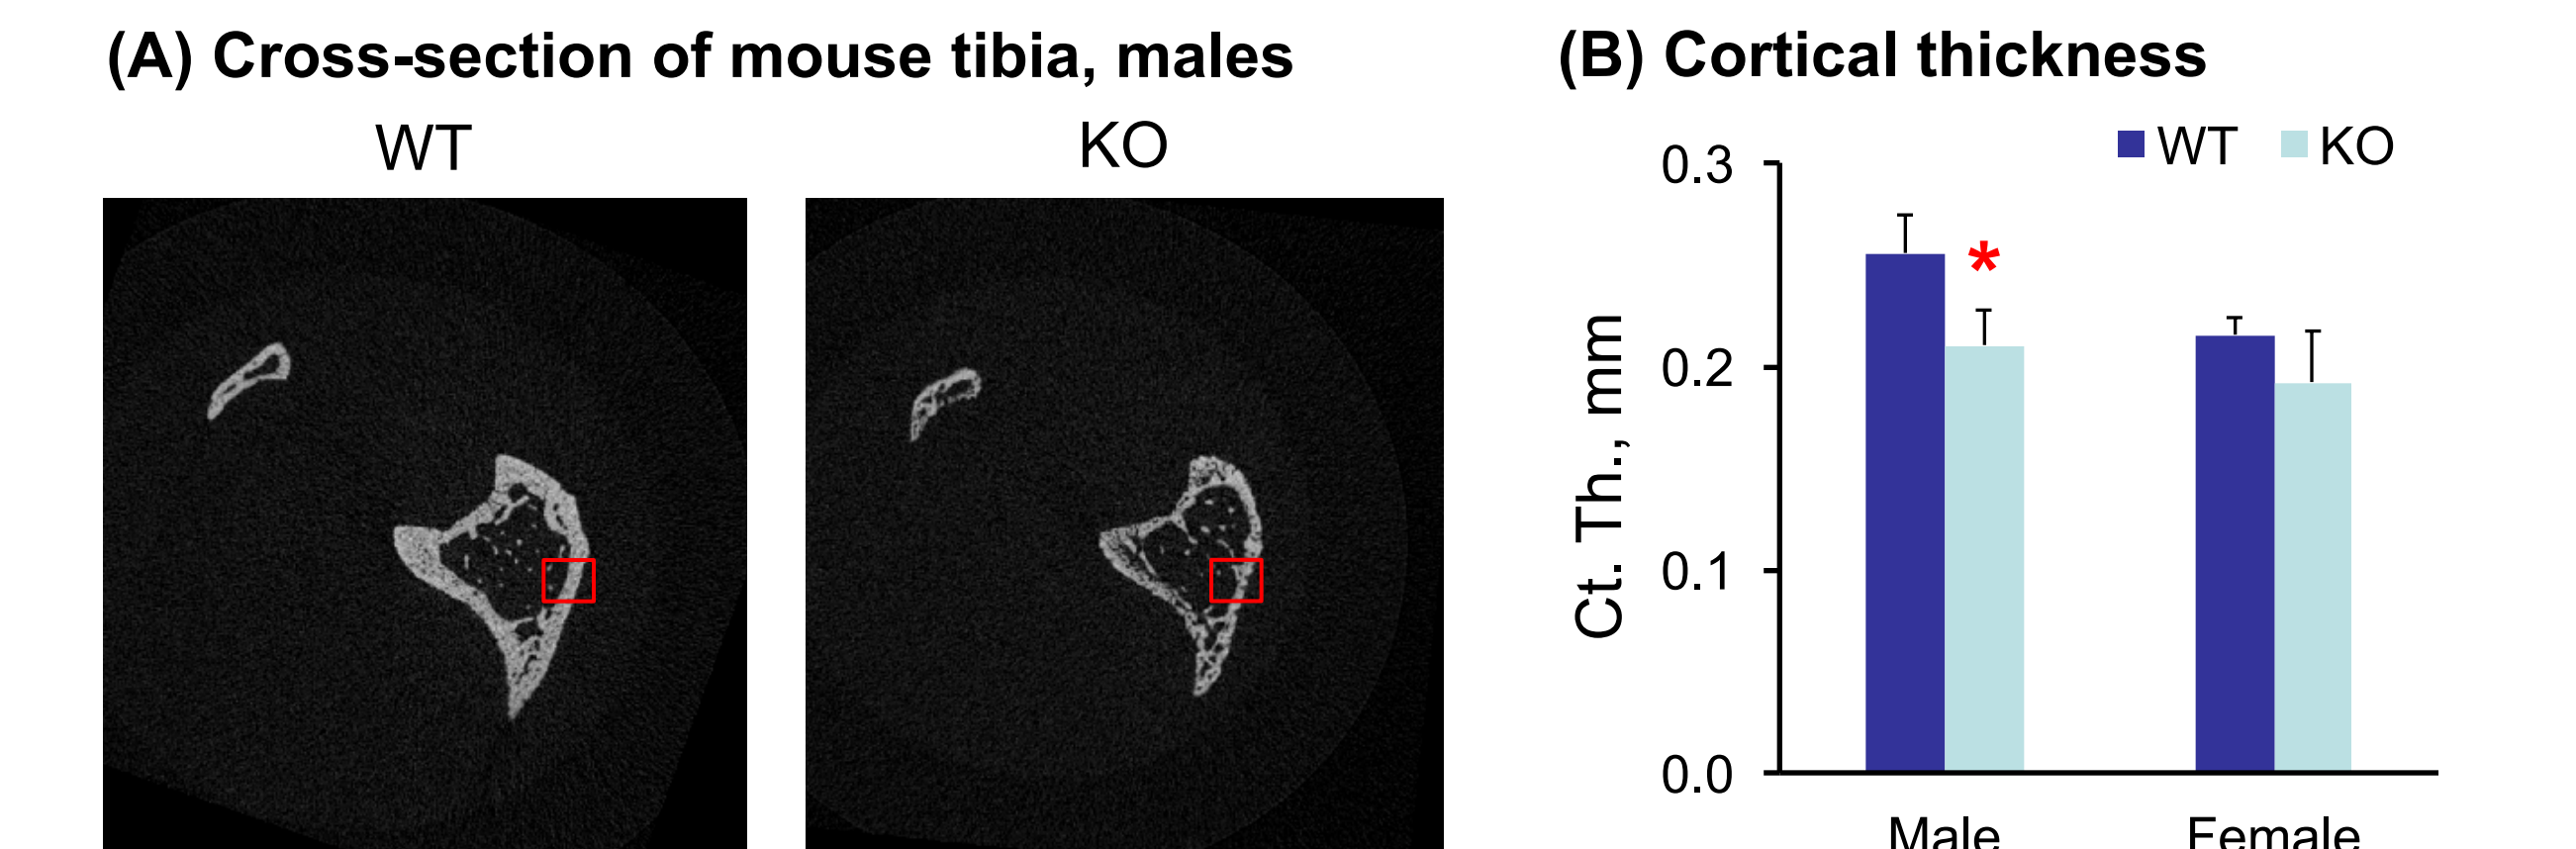 (A) Cross-section of mouse tibia, males
WT
KO
(B) Cortical thickness
WT KO
Ct. Th., mm
0.3
0.2
0.1
0.0
*
Male Female